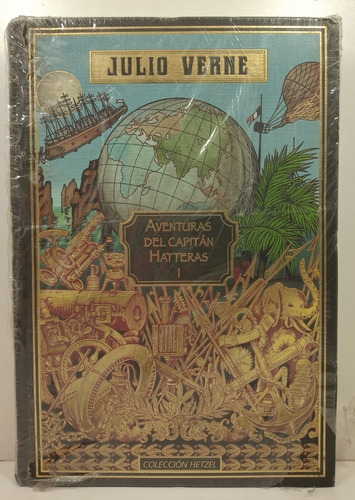 JULIO VERNE
AVENTURAS
DEL CAPITÁN
HATTERAS
I
COLECCIÓN HETZEL